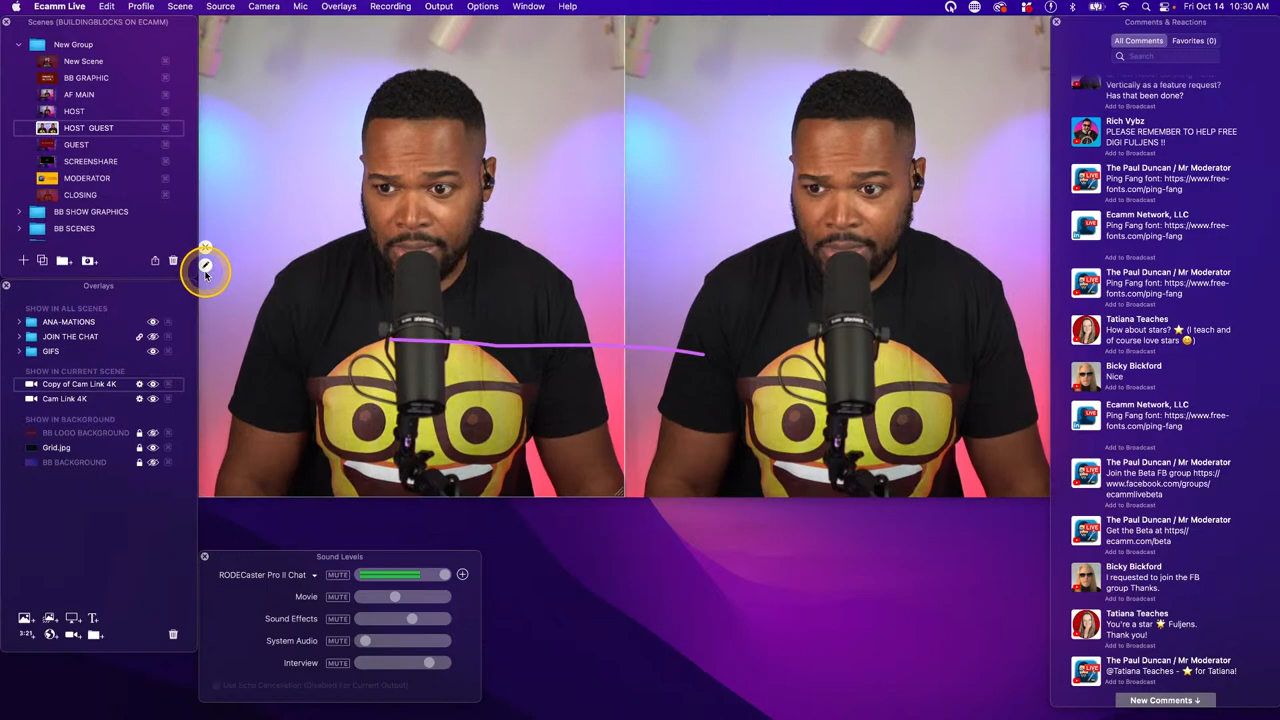 Ecamm Live Edit Profile Scene Source Camera Mic Overlays Recording Output Options Window Help Fri Oct 14 10:30 AM
Scenes (BUILDINGBLOCKS ON ECAMM)
New Group
New Scene
BB GRAPHIC
AF MAIN
HOST
HOST GUEST
GUEST
SCREENSHARE
MODERATOR
CLOSING
BB SHOW GRAPHICS
BB SCENES
Overlays
SHOW IN ALL SCENES
ANA-MATIONS
JOIN THE CHAT
GIFS
SHOW IN CURRENT SCENE
Copy of Cam Link 4K
Cam Link 4K
SHOW IN BACKGROUND
BB LOGO BACKGROUND
Grid.jpg
BB BACKGROUND
3:21
Sound Levels
RODECaster Pro II Chat MUTE
Movie MUTE
Sound Effects MUTE
System Audio MUTE
Interview MUTE
Use Echo Cancellation (Disabled For Current Output)
Comments & Reactions
All Comments Favorites (0)
Search
Vertically as a feature request?
Has that been done?
Add to Broadcast
Rich Vybz
PLEASE REMEMBER TO HELP FREE
DIGI FULJENS !!
Add to Broadcast
The Paul Duncan / Mr Moderator
Ping Fang font: https://www.free-
fonts.com/ping-fang
Add to Broadcast
Ecamm Network, LLC
Ping Fang font: https://www.free-
fonts.com/ping-fang
Add to Broadcast
The Paul Duncan / Mr Moderator
Ping Fang font: https://www.free-
fonts.com/ping-fang
Add to Broadcast
Tatiana Teaches
How about stars? ⭐ (I teach and
of course love stars 😄)
Add to Broadcast
Bicky Bickford
Nice
Add to Broadcast
Ecamm Network, LLC
Ping Fang font: https://www.free-
fonts.com/ping-fang
Add to Broadcast
The Paul Duncan / Mr Moderator
Join the Beta FB group https://
www.facebook.com/groups/
ecammlivebeta
Add to Broadcast
The Paul Duncan / Mr Moderator
Get the Beta at https//
ecamm.com/beta
Add to Broadcast
Bicky Bickford
I requested to join the FB
group Thanks.
Add to Broadcast
Tatiana Teaches
You're a star 🌟 Fuljens.
Thank you!
Add to Broadcast
The Paul Duncan / Mr Moderator
@Tatiana Teaches - ⭐ for Tatiana!
Add to Broadcast
New Comments ↓